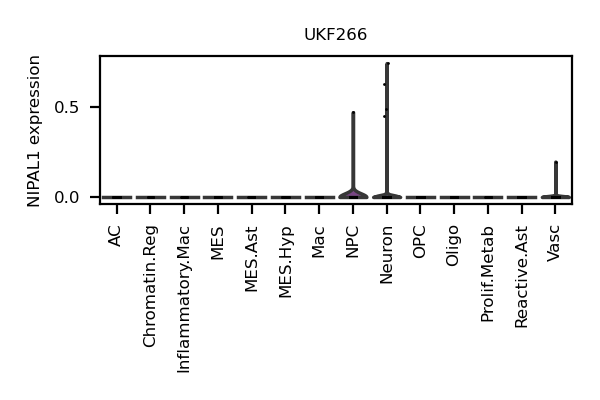 UKF266
NIPAL1 expression
0.5
0.0
AC
Chromatin.Reg
Inflammatory.Mac
MES
MES.Ast
MES.Hyp
Mac
NPC
Neuron
OPC
Oligo
Prolif.Metab
Reactive.Ast
Vasc